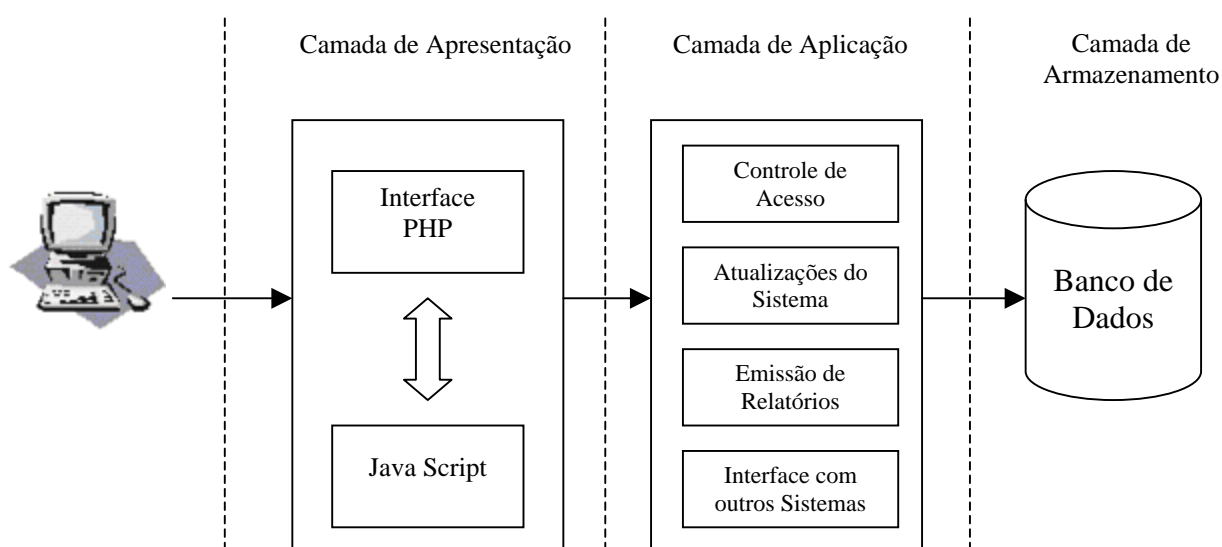 Camada de Apresentação
Camada de Aplicação
Camada de
Armazenamento
Interface
PHP
Java Script
Controle de
Acesso
Atualizações do
Sistema
Emissão de
Relatórios
Interface com
outros Sistemas
Banco de
Dados